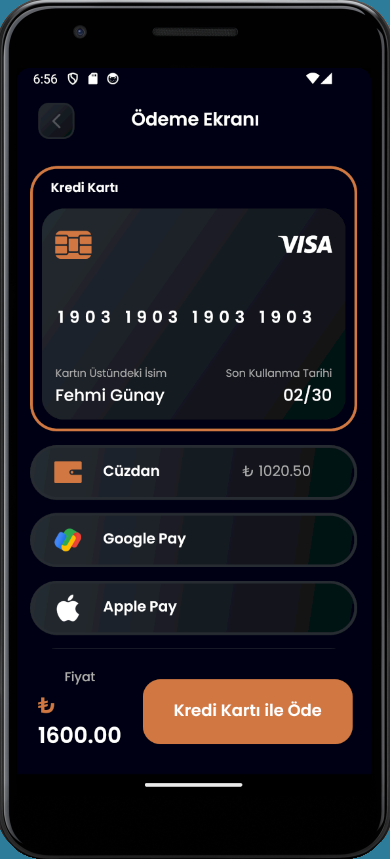 6:56
Ödeme Ekranı
Kredi Kartı
VISA
1903 1903 1903 1903
Kartın Üstündeki İsim Son Kullanma Tarihi
Fehmi Günay 02/30
Cüzdan ₺ 1020.50
Google Pay
Apple Pay
Fiyat
₺
1600.00
Kredi Kartı ile Öde